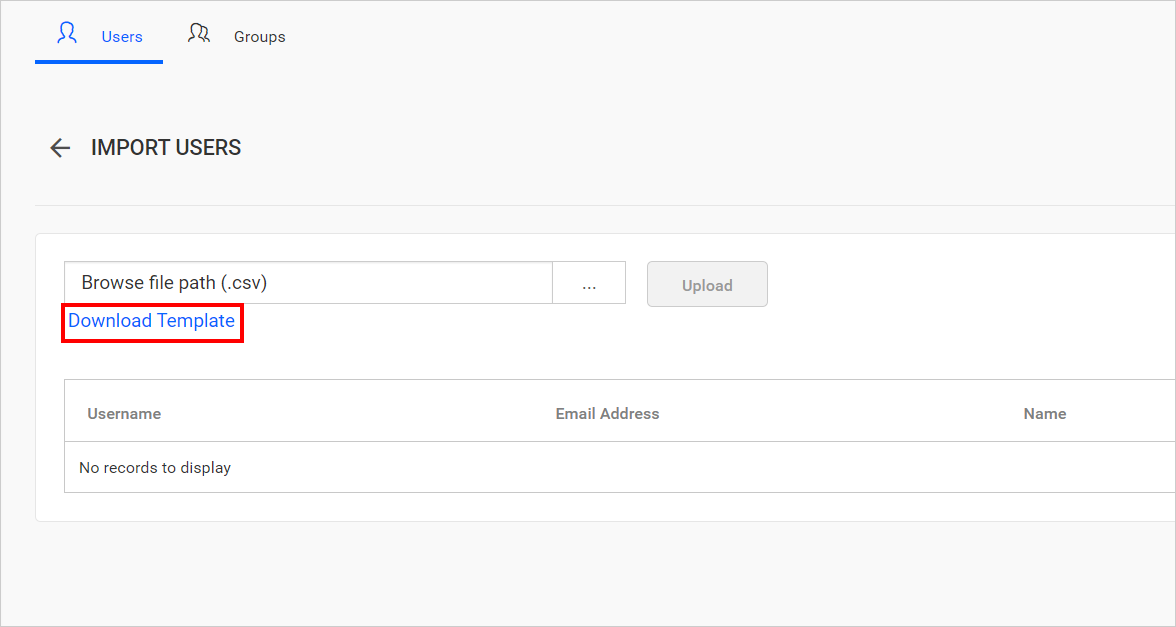 Users Groups
IMPORT USERS
Browse file path (.csv) ... Upload
Download Template
Username Email Address Name
No records to display